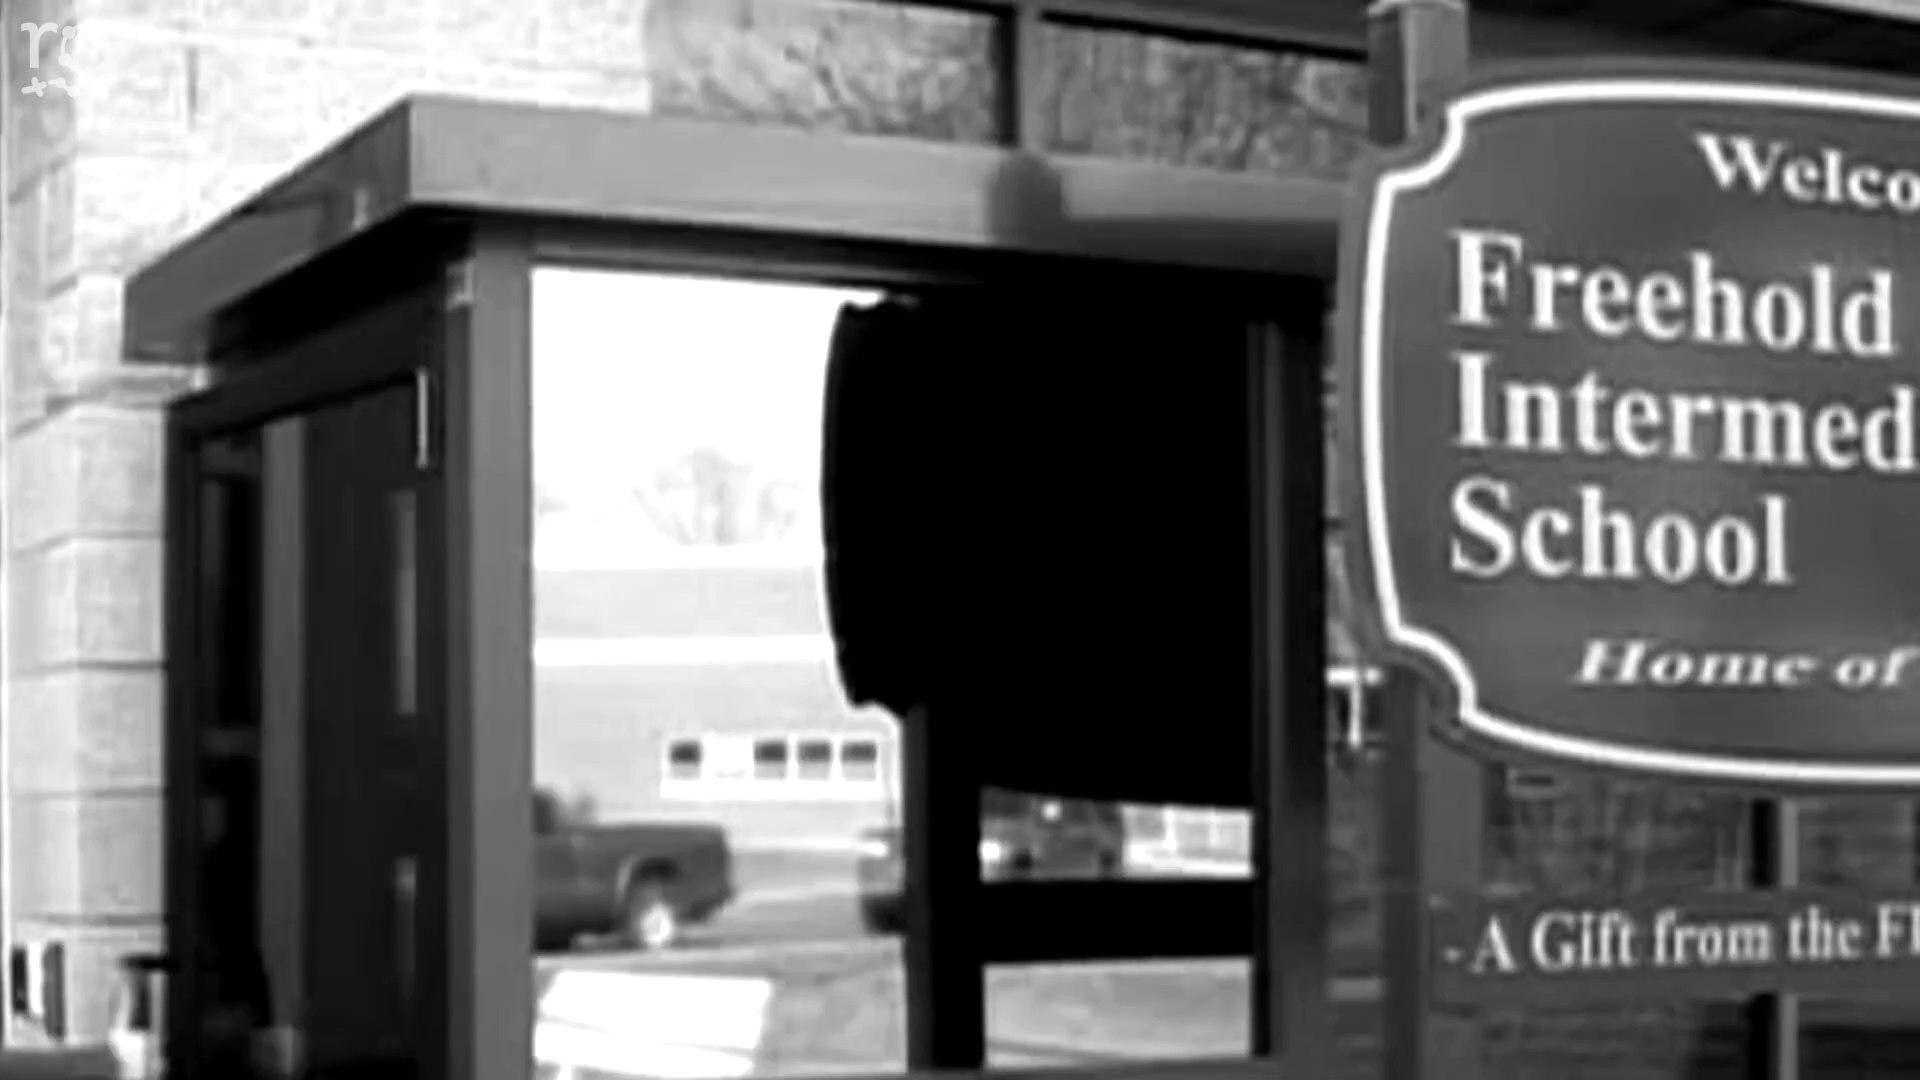 Welco
Freehold
Intermed
School
Home of
- A Gift from the